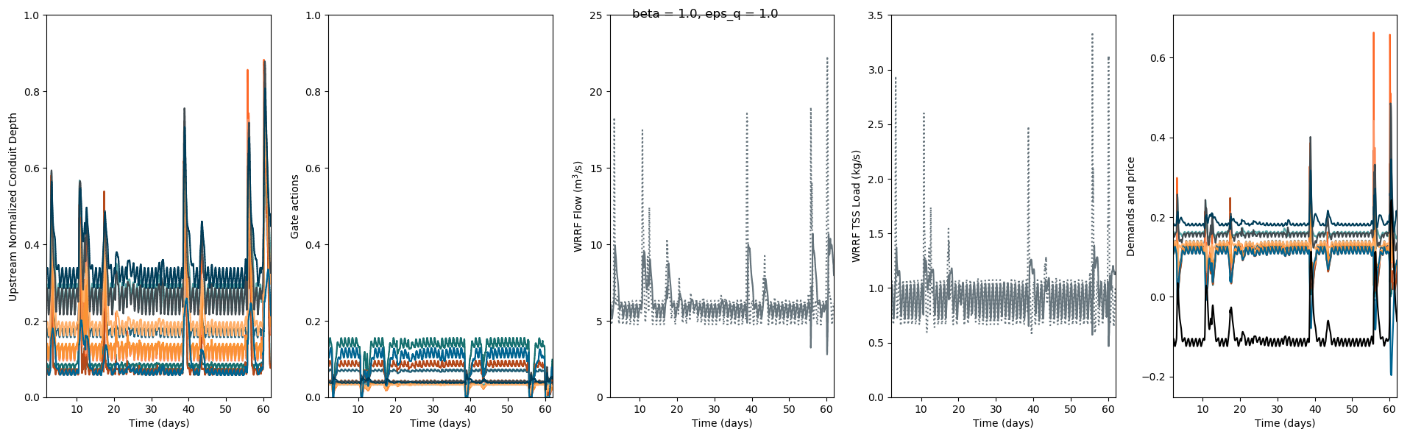 beta = 1.0, eps_q = 1.0
Upstream Normalized Conduit Depth
1.0
0.8
0.6
0.4
0.2
0.0
10 20 30 40 50 60
Time (days)
Gate actions
1.0
0.8
0.6
0.4
0.2
0.0
10 20 30 40 50 60
Time (days)
WRRF Flow (m³/s)
25
20
15
10
5
0
10 20 30 40 50 60
Time (days)
WRRF TSS Load (kg/s)
3.5
3.0
2.5
2.0
1.5
1.0
0.5
0.0
10 20 30 40 50 60
Time (days)
Demands and price
0.6
0.4
0.2
0.0
−0.2
10 20 30 40 50 60
Time (days)